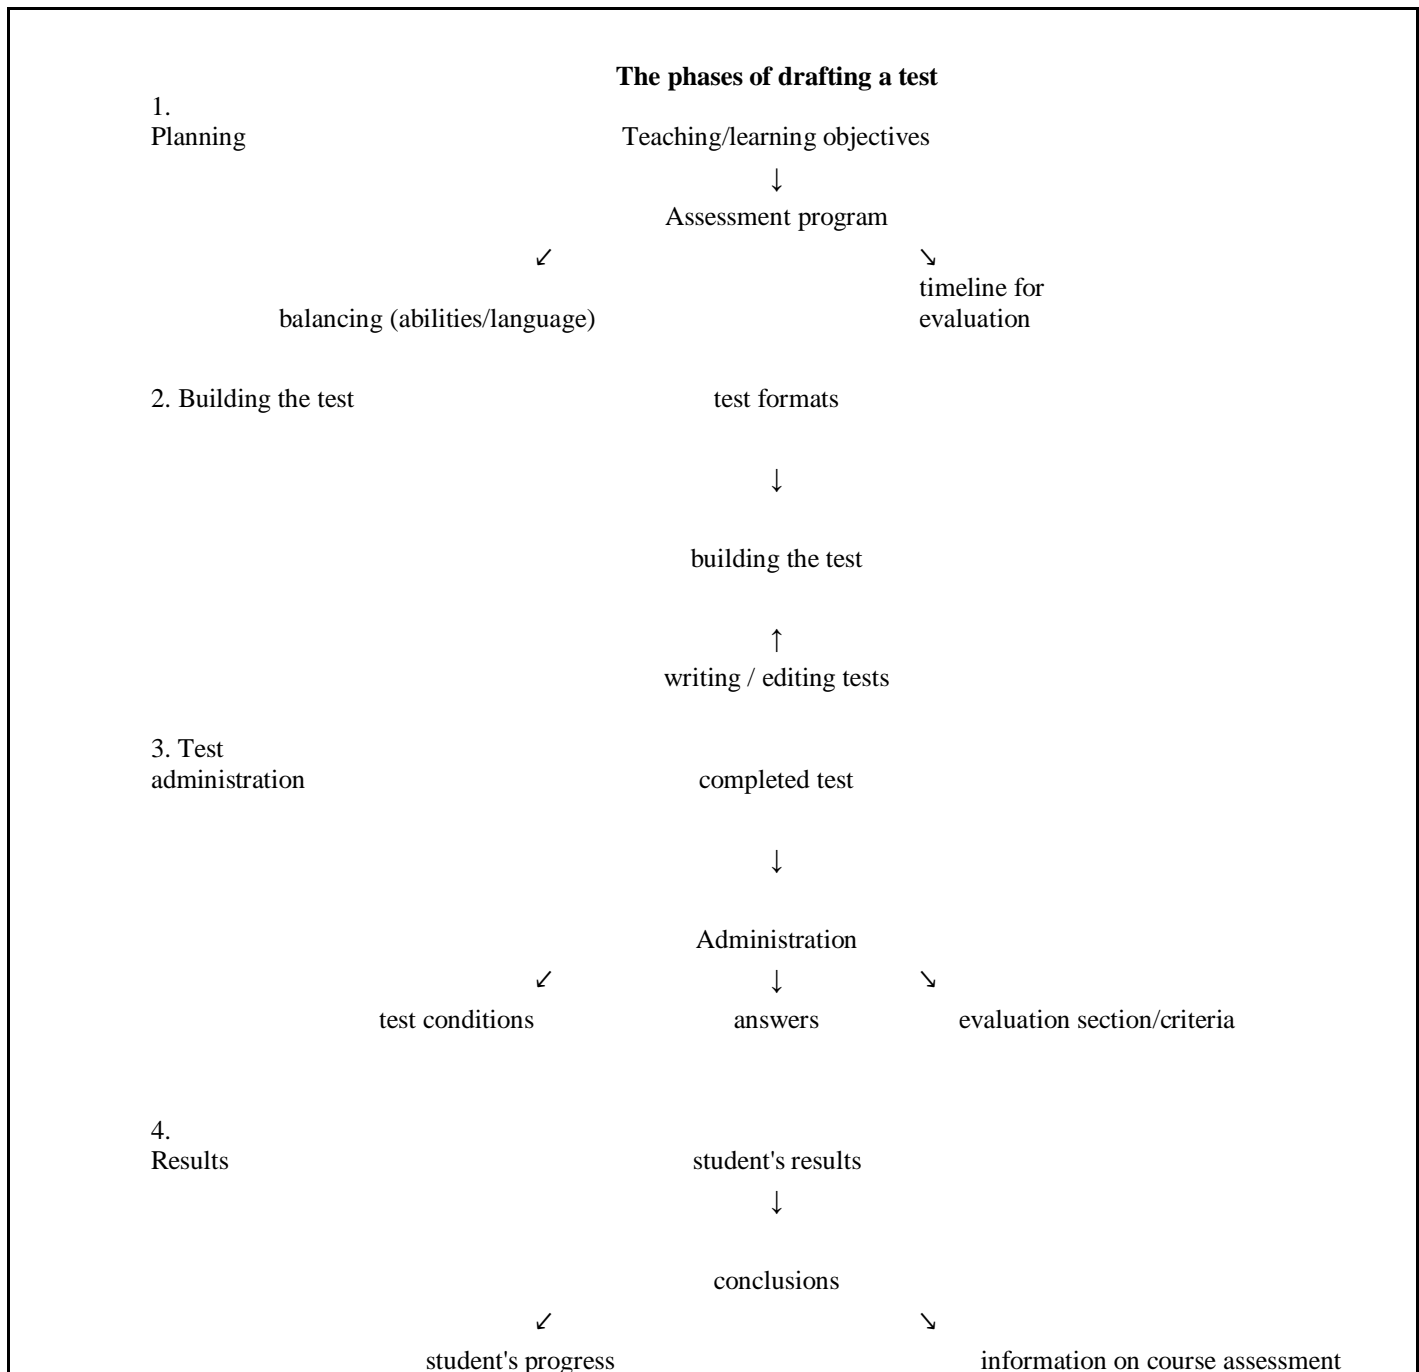 The phases of drafting a test
1.
Planning
Teaching/learning objectives
↓
Assessment program
↙ ↘
balancing (abilities/language)
timeline for
evaluation
2. Building the test
test formats
↓
building the test
↑
writing / editing tests
3. Test
administration
completed test
↓
Administration
↙ ↓ ↘
test conditions
answers
evaluation section/criteria
4.
Results
student's results
↓
conclusions
↙ ↘
student's progress
information on course assessment